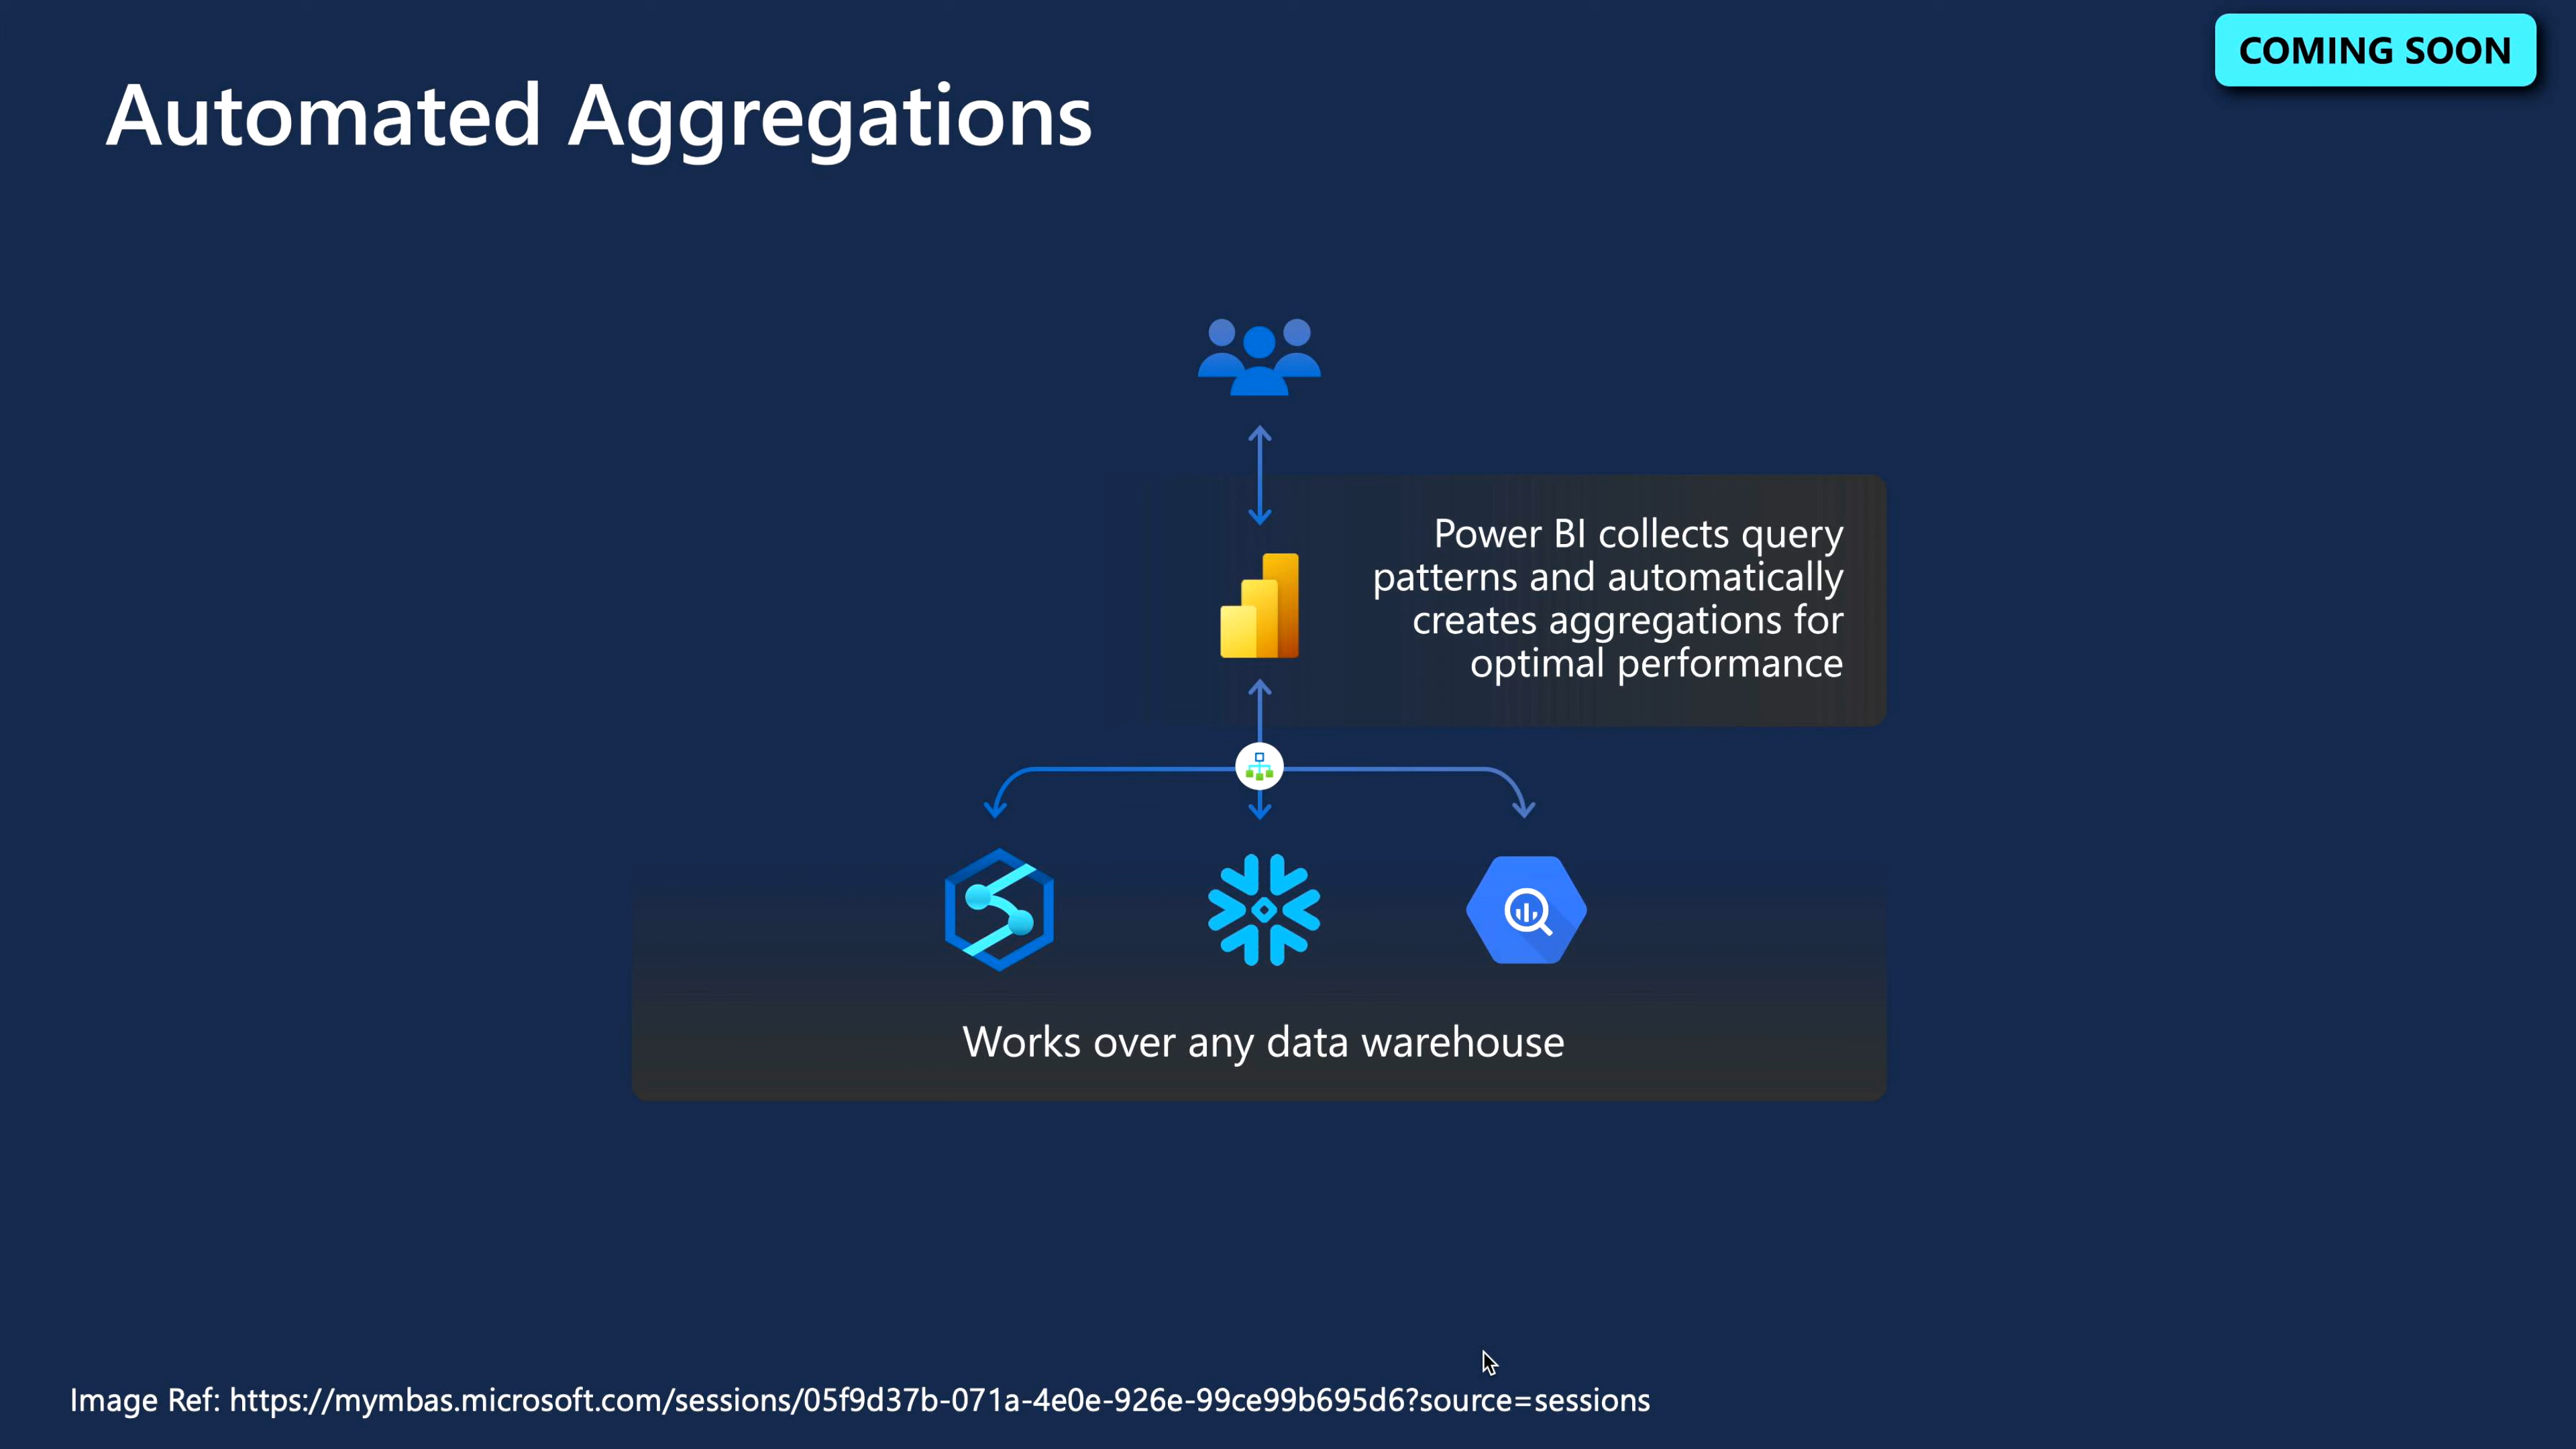 COMING SOON
Automated Aggregations
Power BI collects query
patterns and automatically
creates aggregations for
optimal performance
Works over any data warehouse
Image Ref: https://mymbas.microsoft.com/sessions/05f9d37b-071a-4e0e-926e-99ce99b695d6?source=sessions